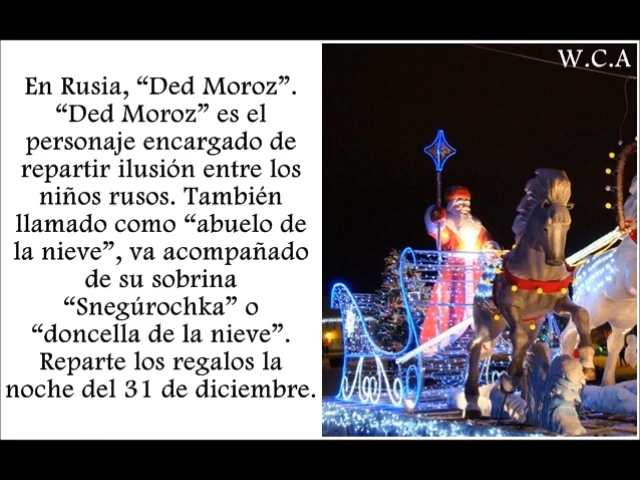 En Rusia, “Ded Moroz”.
“Ded Moroz” es el
personaje encargado de
repartir ilusión entre los
niños rusos. También
llamado como “abuelo de
la nieve”, va acompañado
de su sobrina
“Snegúrochka” o
“doncella de la nieve”.
Reparte los regalos la
noche del 31 de diciembre.
W.C.A